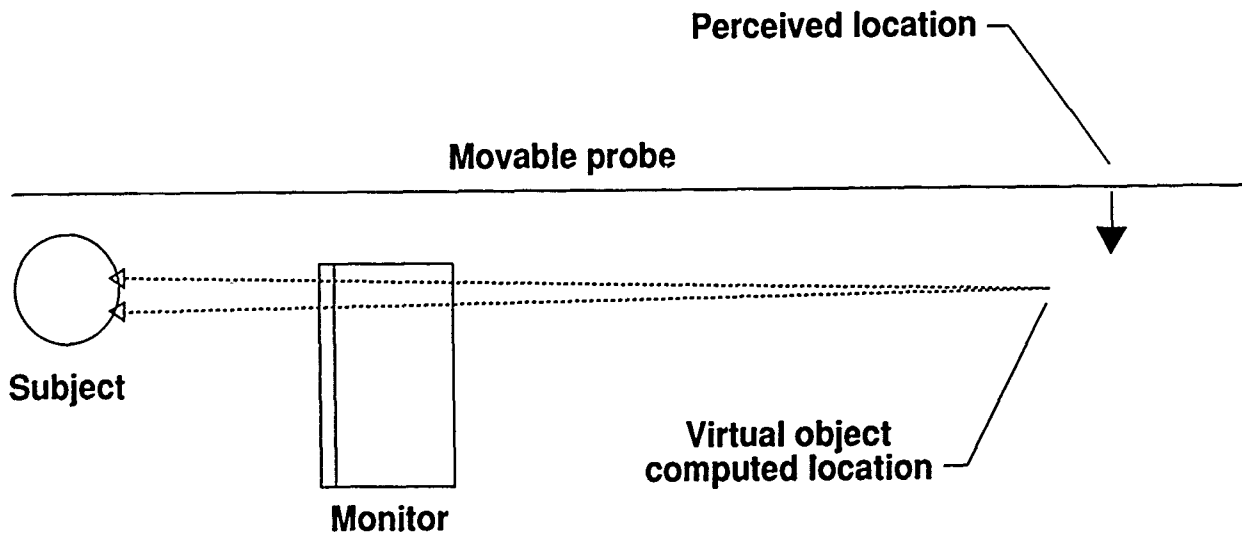 Perceived location
Movable probe
Subject
Virtual object
computed location
Monitor